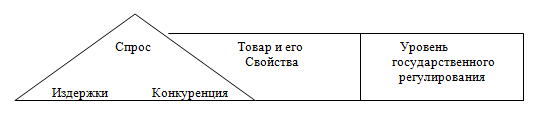 Спрос
Товар и его
Свойства
Уровень
государственного
регулирования
Издержки
Конкуренция